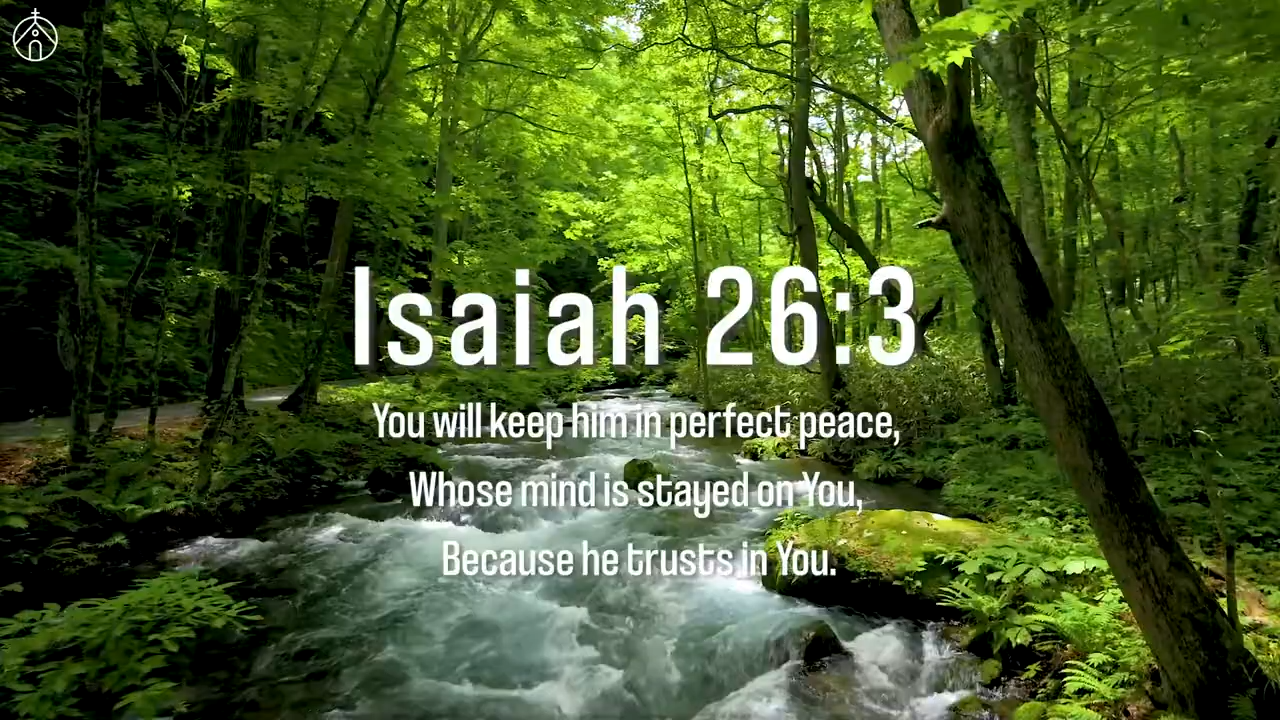 Isaiah 26:3
You will keep him in perfect peace,
Whose mind is stayed on You,
Because he trusts in You.